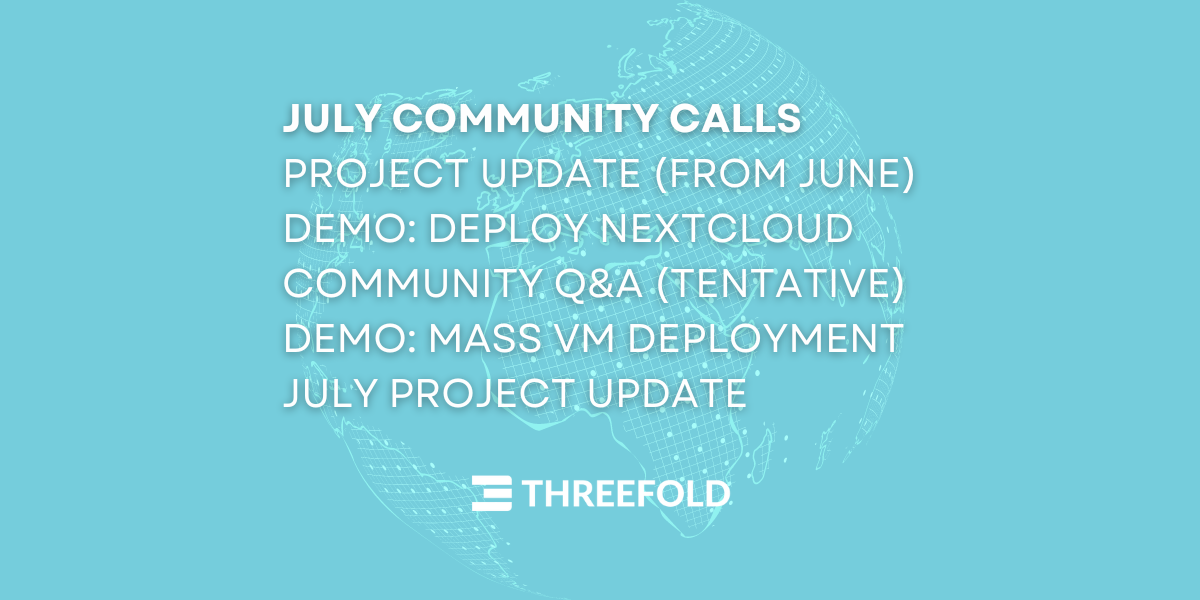 JULY COMMUNITY CALLS
PROJECT UPDATE (FROM JUNE)
DEMO: DEPLOY NEXTCLOUD
COMMUNITY Q&A (TENTATIVE)
DEMO: MASS VM DEPLOYMENT
JULY PROJECT UPDATE
THREEFOLD